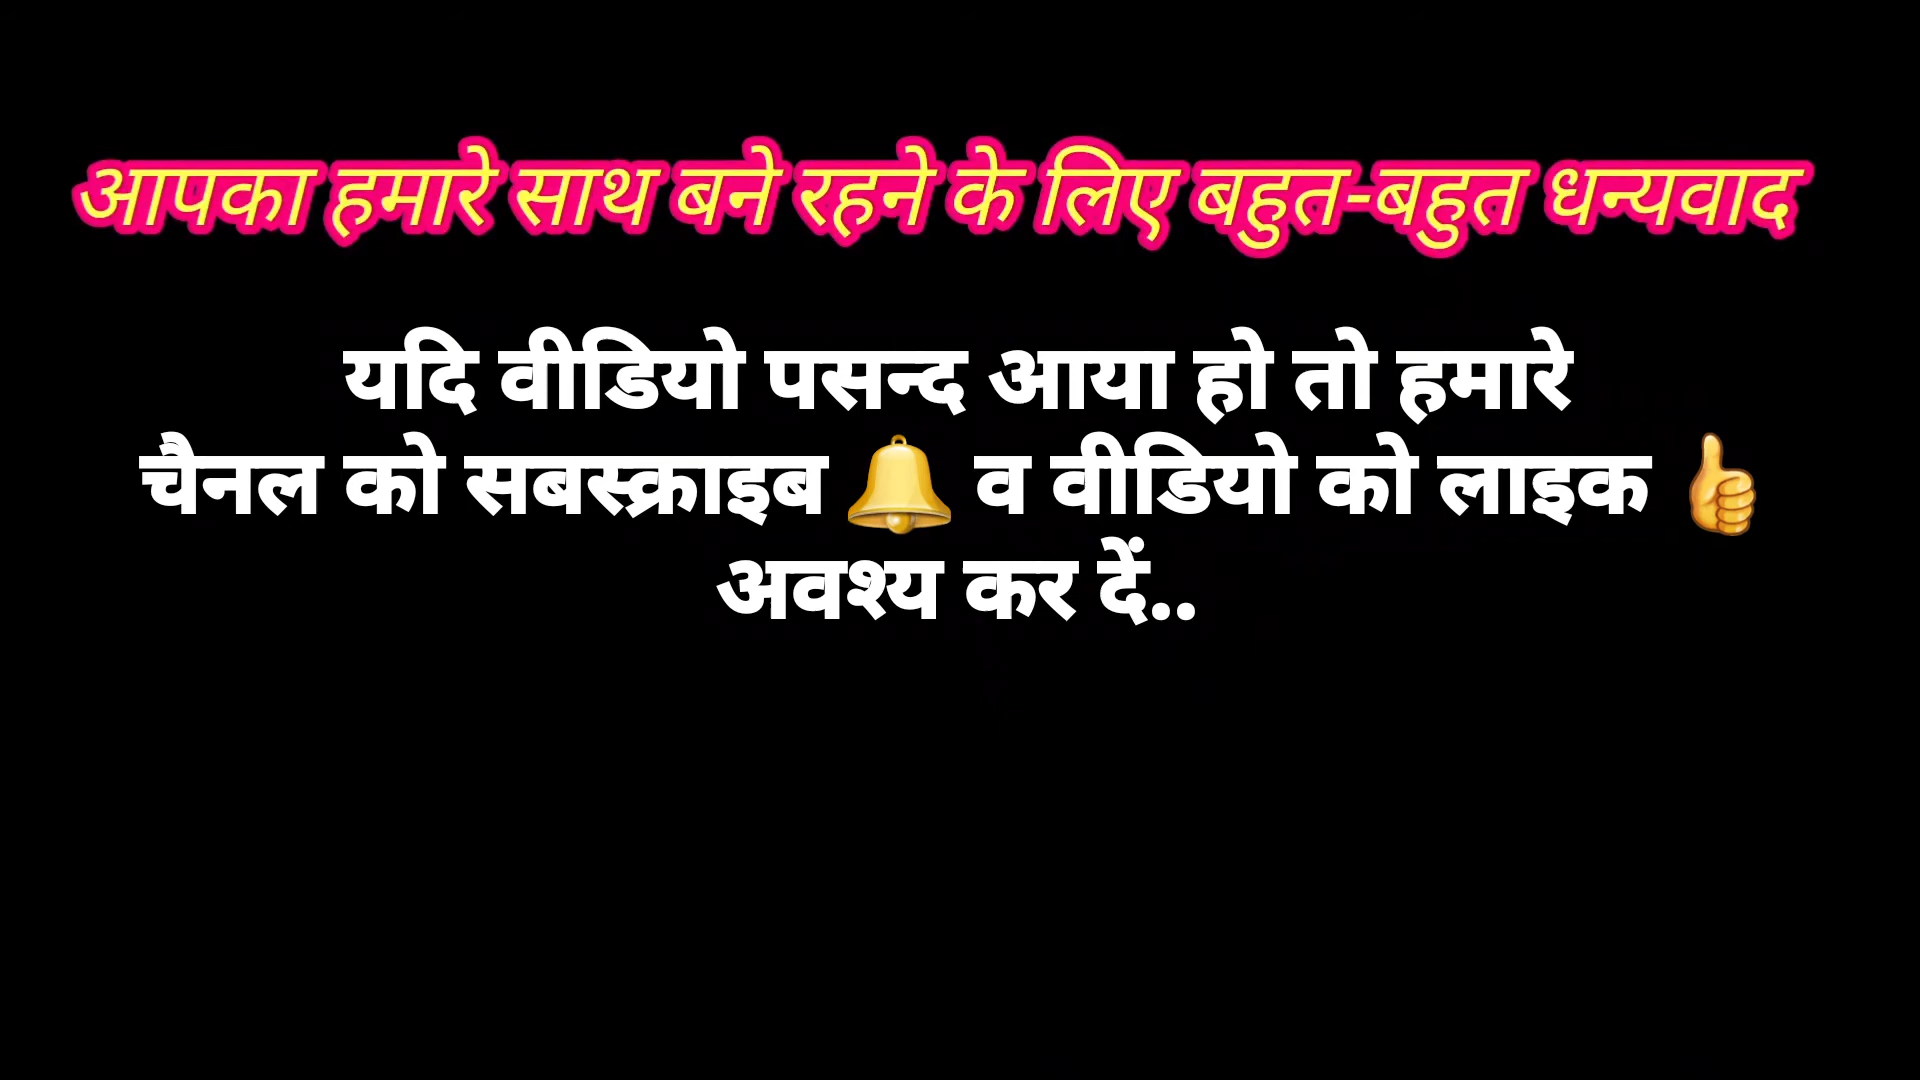 आपका हमारे साथ बने रहने के लिए बहुत-बहुत धन्यवाद
यदि वीडियो पसन्द आया हो तो हमारे
चैनल को सबस्क्राइब 🔔 व वीडियो को लाइक 👍
अवश्य कर दें..